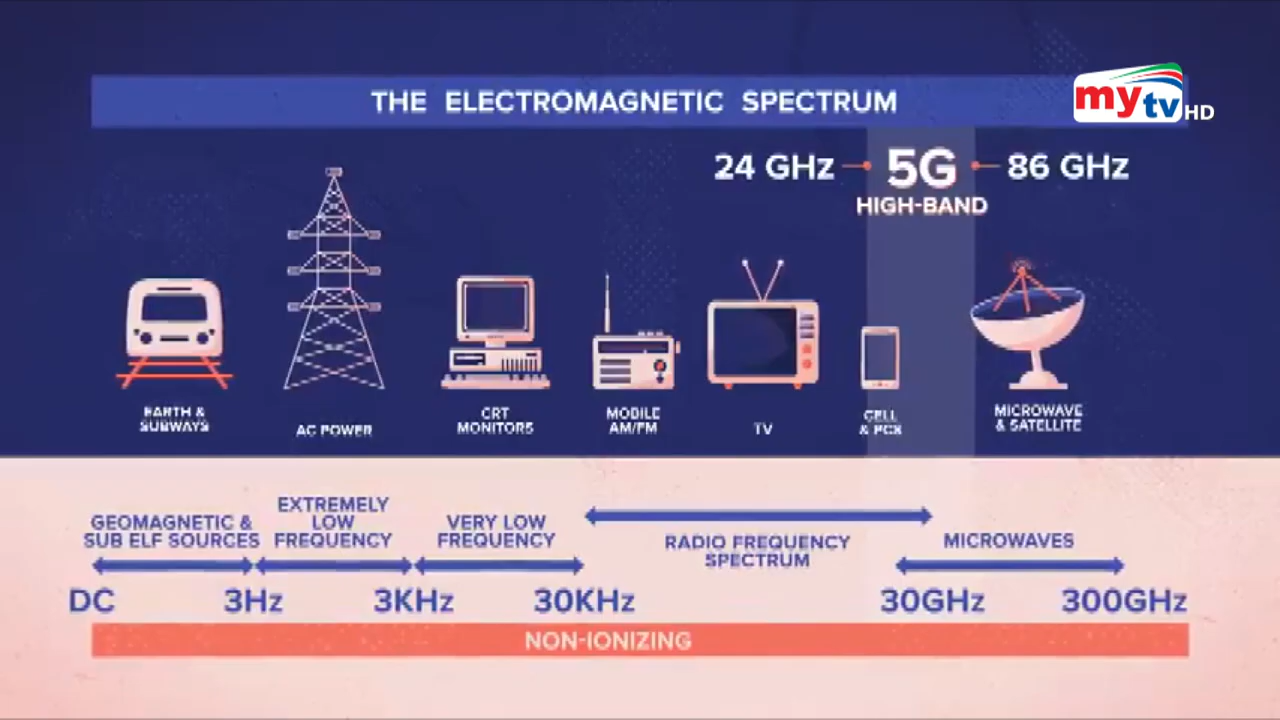 THE ELECTROMAGNETIC SPECTRUM
mytv HD
24 GHz 5G 86 GHz
HIGH-BAND
EARTH &
SUBWAYS
AC POWER
CRT
MONITORS
MOBILE
AM/FM
TV
CELL
& PCS
MICROWAVE
& SATELLITE
GEOMAGNETIC &
SUB ELF SOURCES
EXTREMELY
LOW
FREQUENCY
VERY LOW
FREQUENCY
RADIO FREQUENCY
SPECTRUM
MICROWAVES
DC 3Hz 3KHz 30KHz 30GHz 300GHz
NON-IONIZING